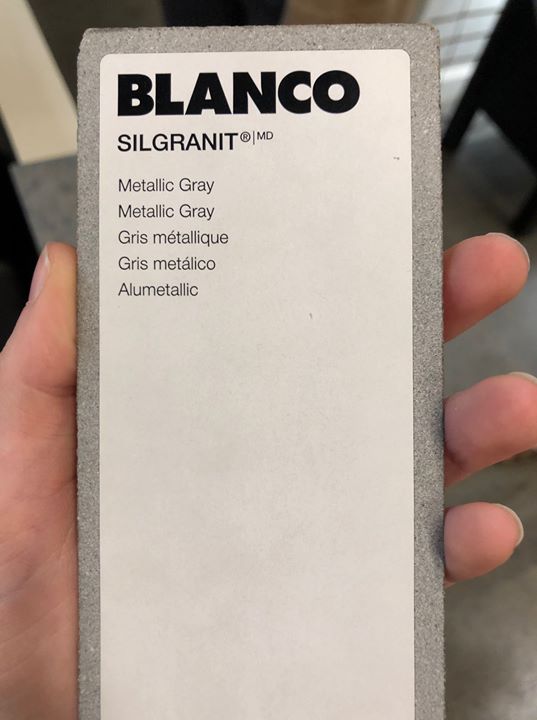 BLANCO
SILGRANIT®|MD
Metallic Gray
Metallic Gray
Gris métallique
Gris metálico
Alumetallic